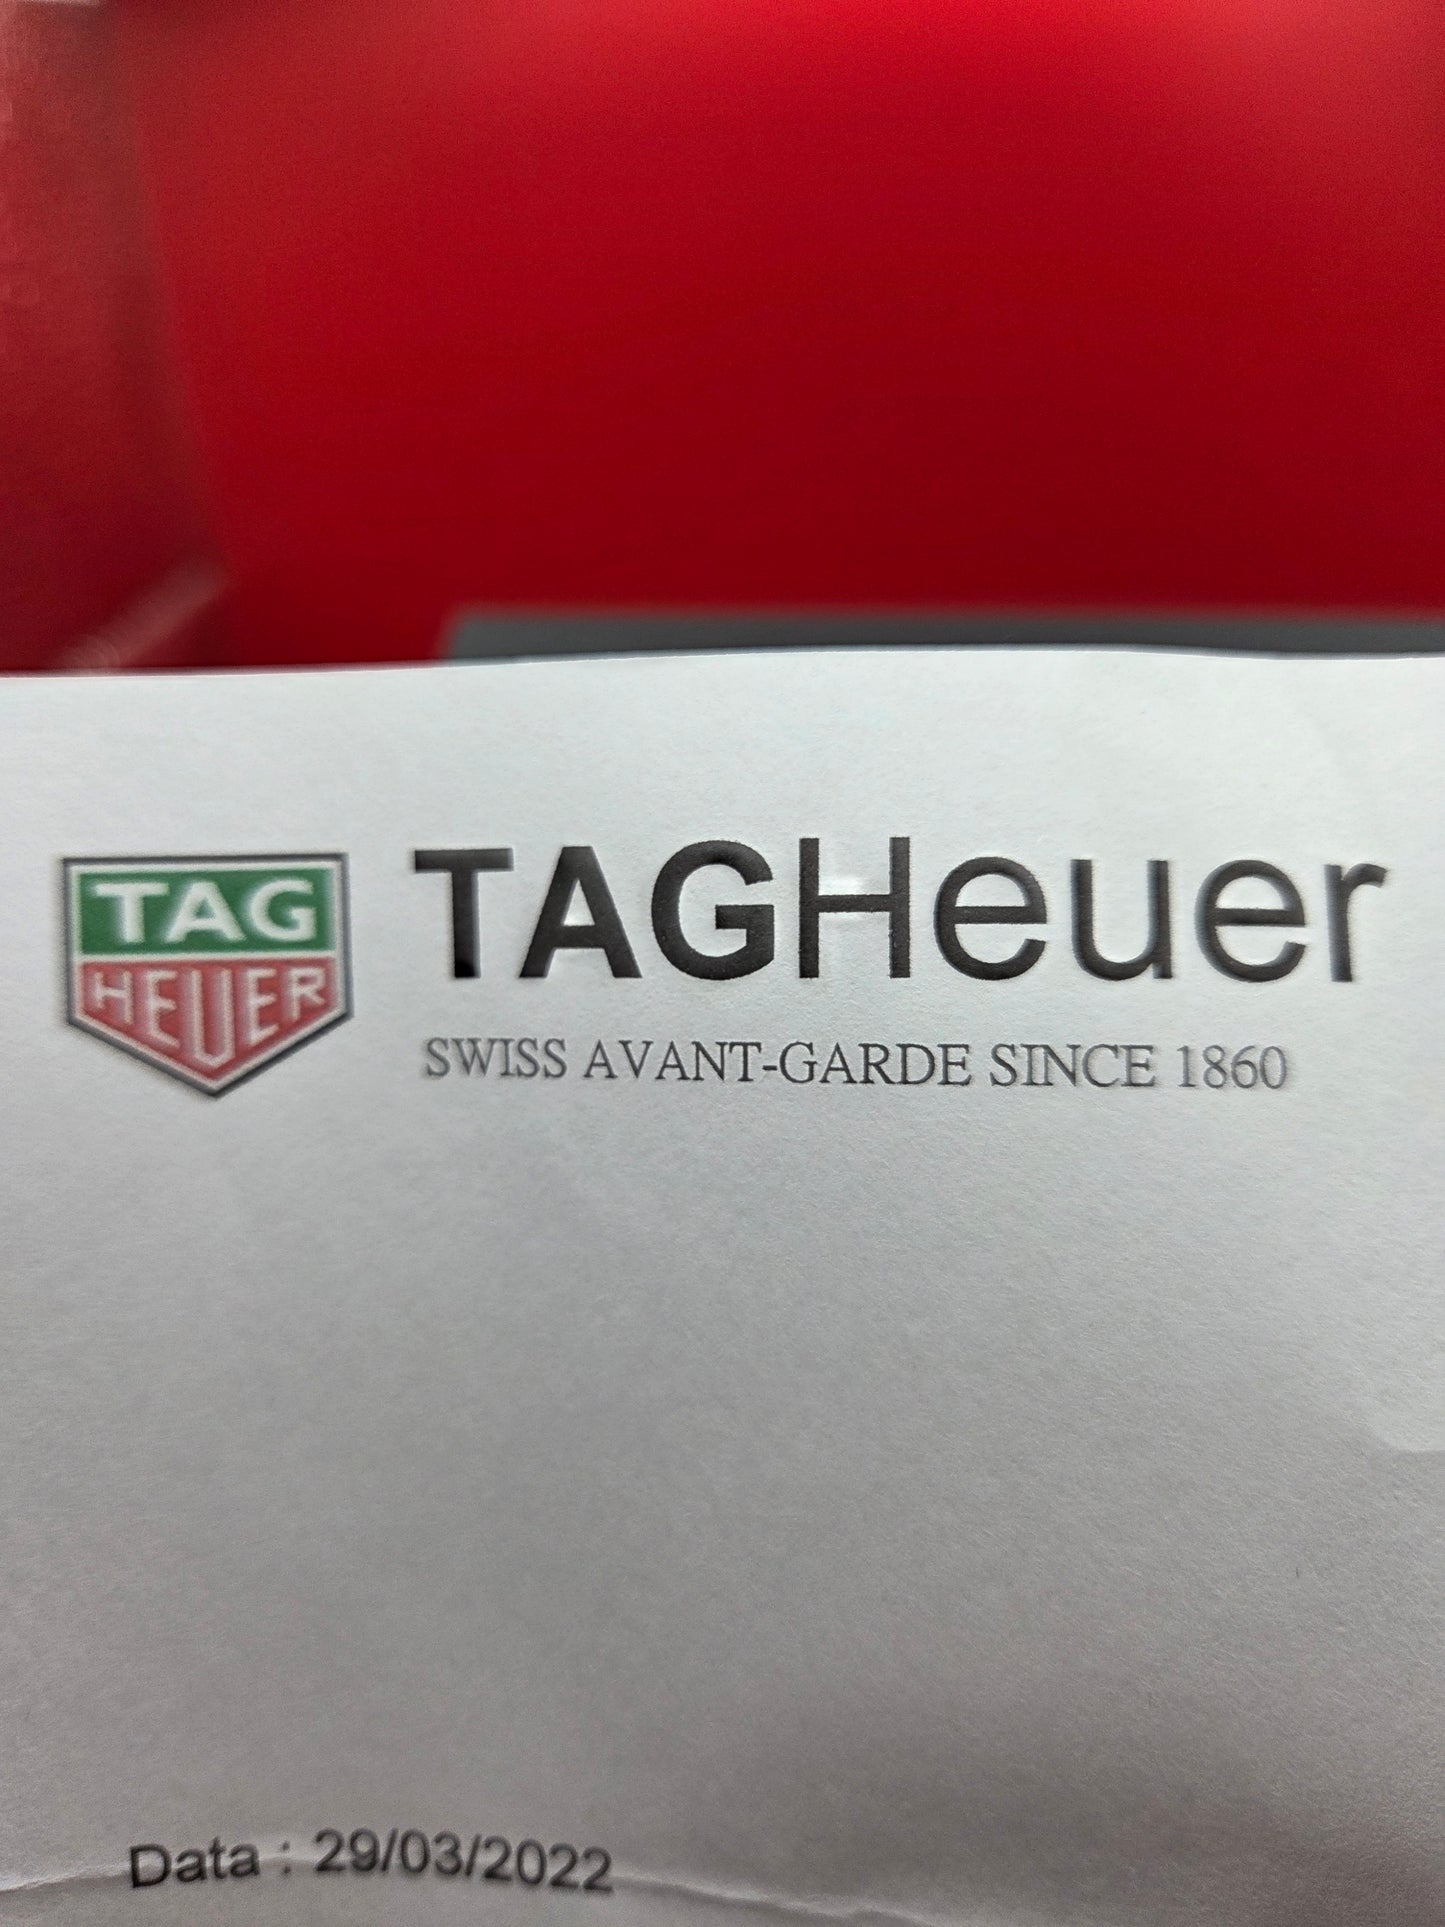 TAG
HEUER
TAGHeuer
SWISS AVANT-GARDE SINCE 1860
Data : 29/03/2022